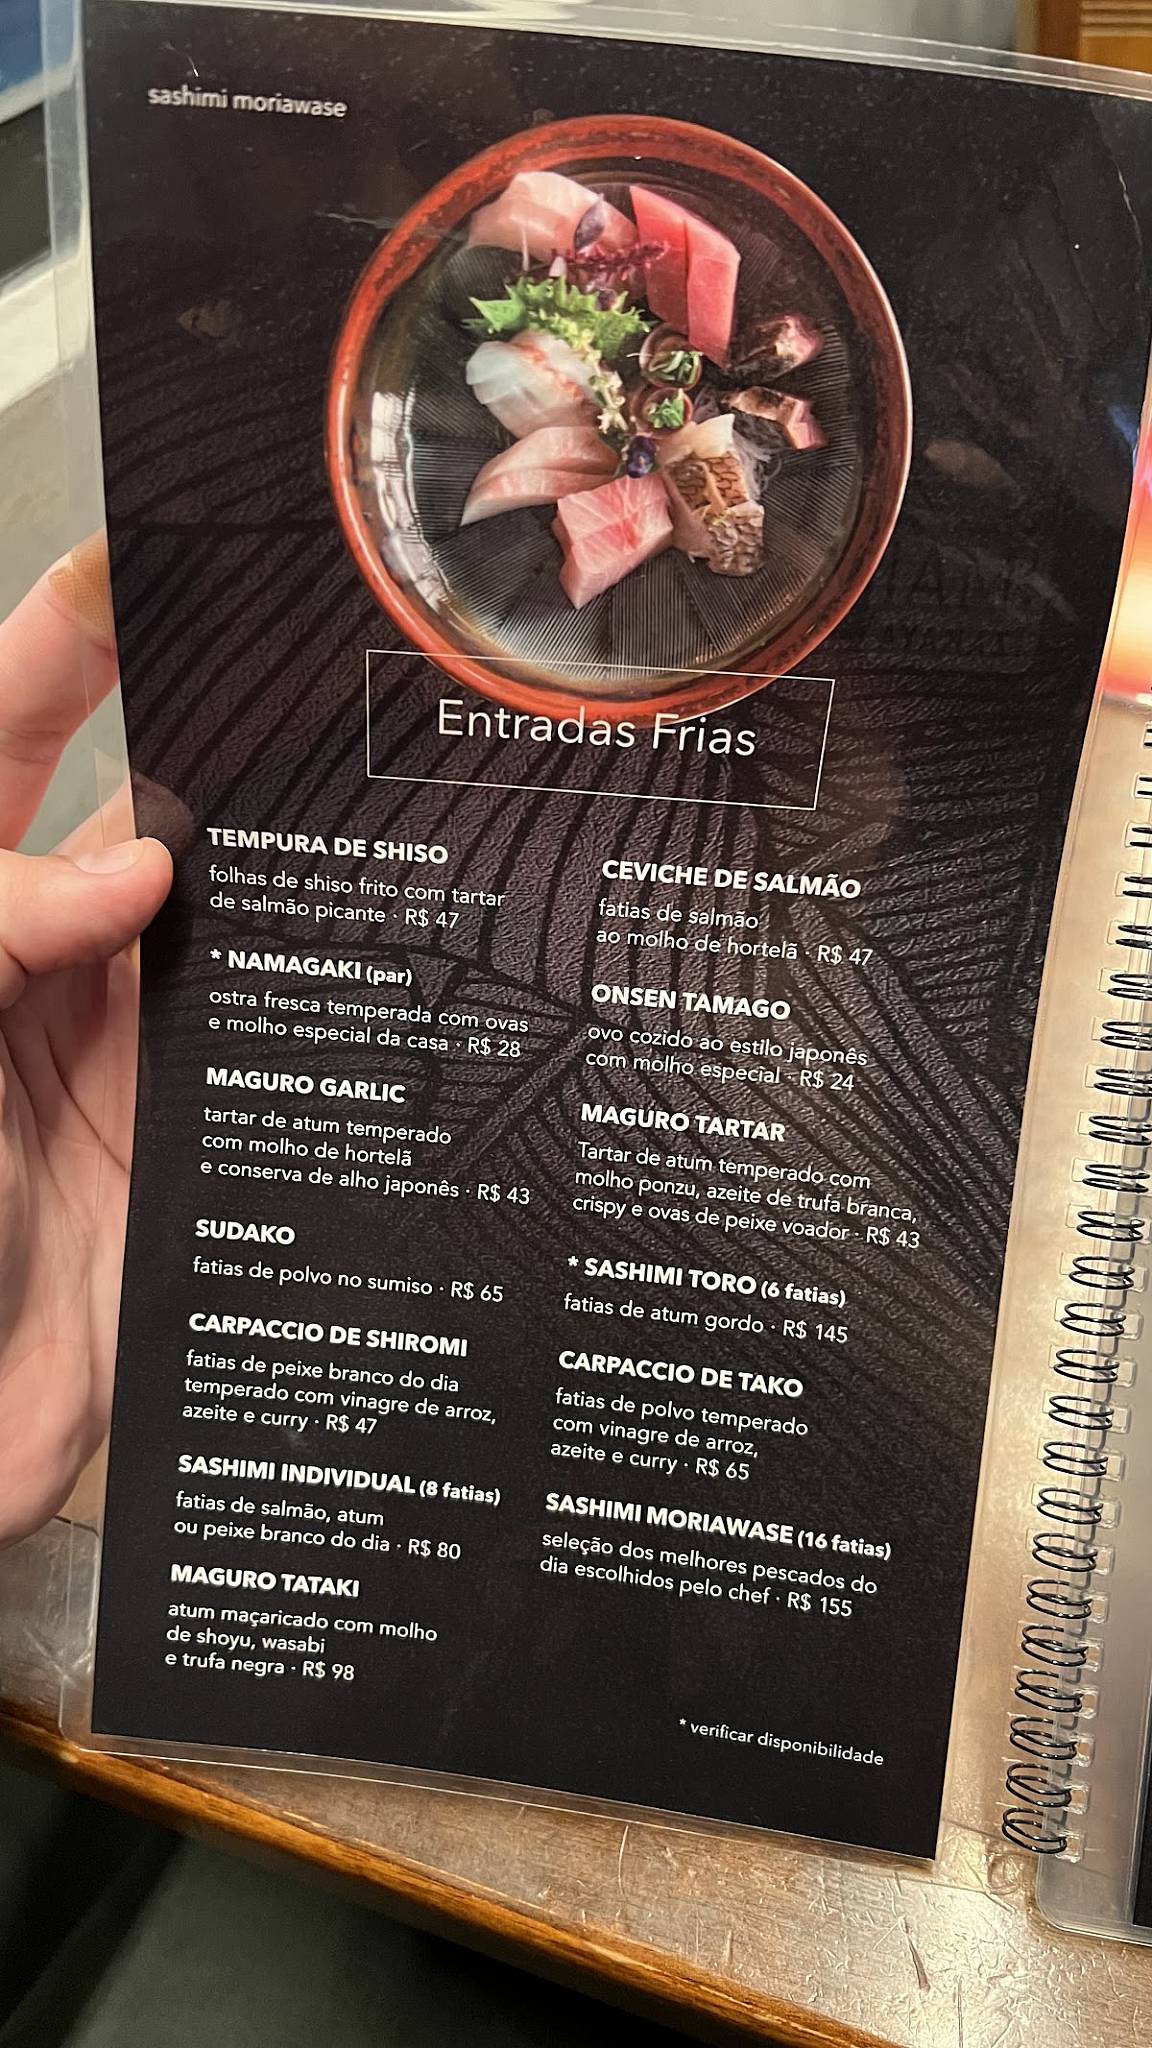 sashimi moriawase
Entradas Frias
TEMPURA DE SHISO
folhas de shiso frito com tartar
de salmão picante · R$ 47
* NAMAGAKI (par)
ostra fresca temperada com ovas
e molho especial da casa · R$ 28
MAGURO GARLIC
tartar de atum temperado
com molho de hortelã
e conserva de alho japonês · R$ 43
SUDAKO
fatias de polvo no sumiso · R$ 65
CARPACCIO DE SHIROMI
fatias de peixe branco do dia
temperado com vinagre de arroz,
azeite e curry · R$ 47
SASHIMI INDIVIDUAL (8 fatias)
fatias de salmão, atum
ou peixe branco do dia · R$ 80
MAGURO TATAKI
atum maçaricado com molho
de shoyu, wasabi
e trufa negra · R$ 98
CEVICHE DE SALMÃO
fatias de salmão
ao molho de hortelã · R$ 47
ONSEN TAMAGO
ovo cozido ao estilo japonês
com molho especial · R$ 24
MAGURO TARTAR
Tartar de atum temperado com
molho ponzu, azeite de trufa branca,
crispy e ovas de peixe voador · R$ 43
* SASHIMI TORO (6 fatias)
fatias de atum gordo · R$ 145
CARPACCIO DE TAKO
fatias de polvo temperado
com vinagre de arroz,
azeite e curry · R$ 65
SASHIMI MORIAWASE (16 fatias)
seleção dos melhores pescados do
dia escolhidos pelo chef · R$ 155
* verificar disponibilidade